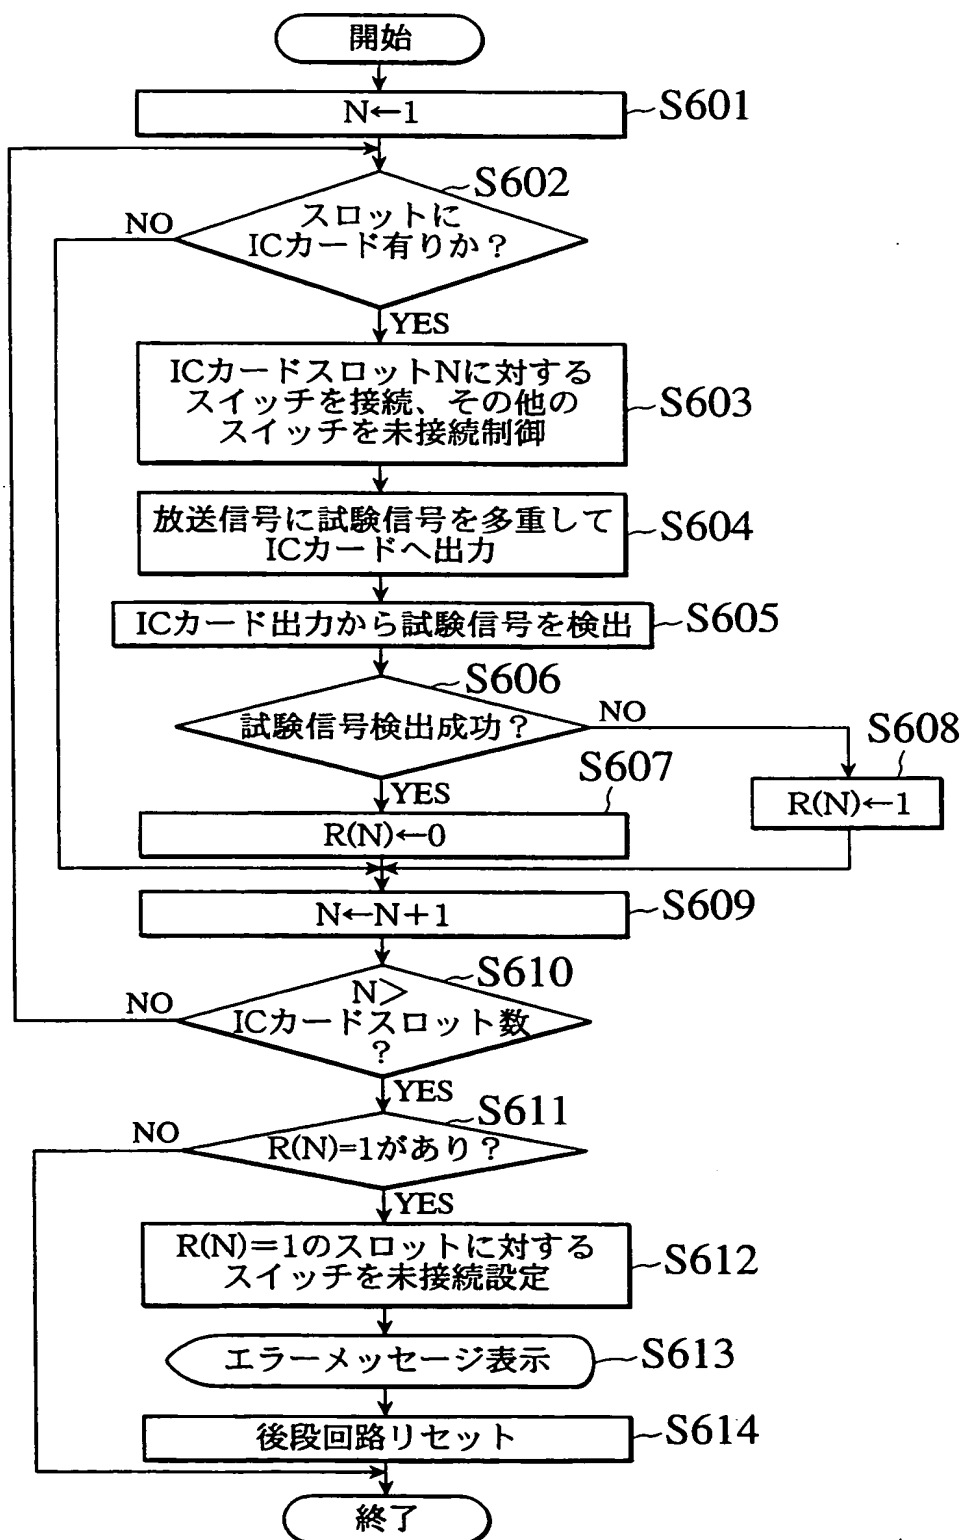 開始
N←1
S601
S602
スロットに
ICカード有りか?
NO
YES
ICカードスロットNに対する
スイッチを接続、その他の
スイッチを未接続制御
S603
放送信号に試験信号を多重して
ICカードへ出力
S604
ICカード出力から試験信号を検出
S605
S606
試験信号検出成功?
NO
YES
S607
S608
R(N)←0
R(N)←1
N←N+1
S609
S610
N>
ICカードスロット数
?
NO
YES
S611
R(N)=1があり?
NO
YES
R(N)=1のスロットに対する
スイッチを未接続設定
S612
エラーメッセージ表示
S613
後段回路リセット
S614
終了